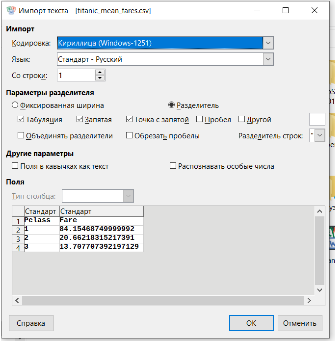 Импорт текста - [titanic_mean_fares.csv]
Импорт
Кодировка: Кириллица (Windows-1251)
Язык: Стандарт - Русский
Со строки: 1
Параметры разделителя
Фиксированная ширина Разделитель
Табуляция Запятая Точка с запятой Пробел Другой
Объединять разделители Обрезать пробелы Разделитель строк: "
Другие параметры
Поля в кавычках как текст Распознавать особые числа
Поля
Тип столбца:
Стандарт Стандарт
1 Pclass Fare
2 1 84.15468749999992
3 2 20.66218315217391
4 3 13.707707392197129
Справка OK Отменить